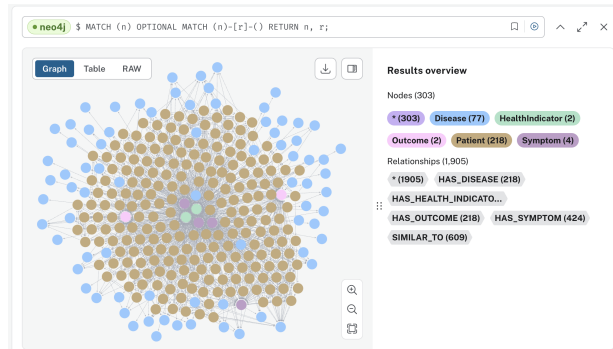 neo4j $ MATCH (n) OPTIONAL MATCH (n)-[r]-() RETURN n, r;
Graph Table RAW
Results overview
Nodes (303)
* (303) Disease (77) HealthIndicator (2)
Outcome (2) Patient (218) Symptom (4)
Relationships (1,905)
* (1905) HAS_DISEASE (218)
HAS_HEALTH_INDICATO...
HAS_OUTCOME (218) HAS_SYMPTOM (424)
SIMILAR_TO (609)